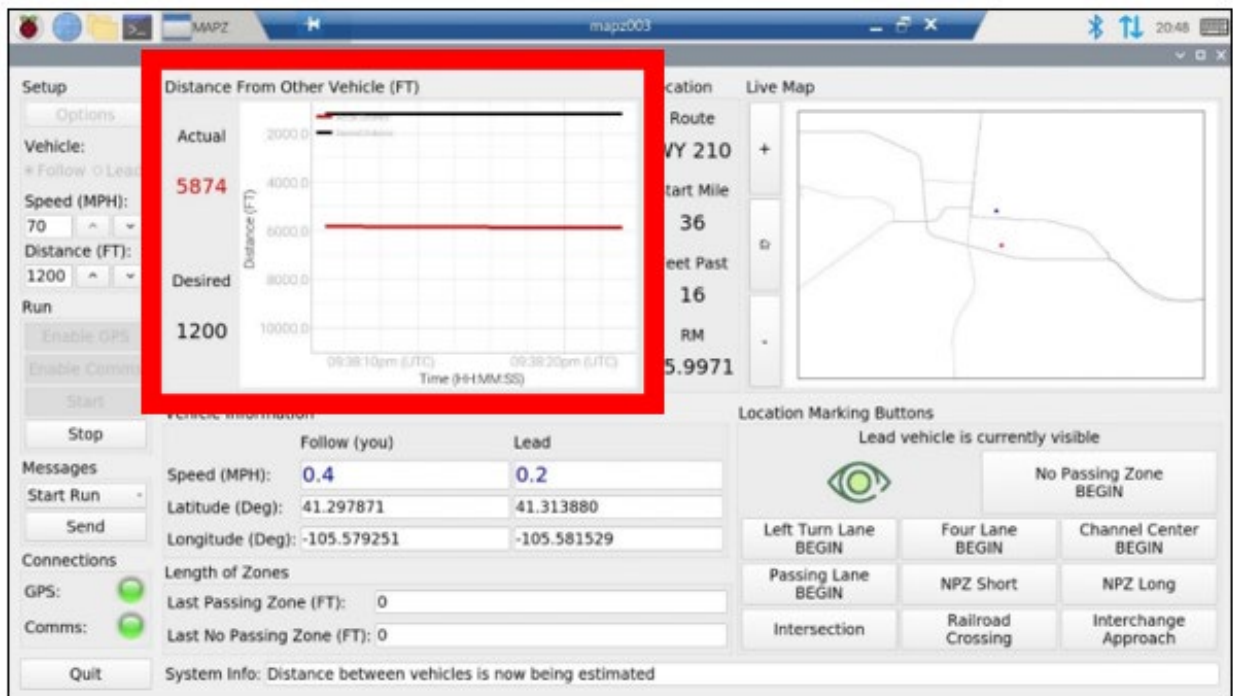 MAPZ
mapz003
20:48
Setup
Options
Vehicle:
Follow Lead
Speed (MPH):
70
Distance (FT):
1200
Run
Enable GPS
Enable Comms
Start
Stop
Messages
Start Run
Send
Connections
GPS:
Comms:
Quit
Distance From Other Vehicle (FT)
Actual
5874
Desired
1200
Distance (FT)
2000.0
4000.0
6000.0
8000.0
10000.0
09:38:10pm (UTC) 09:38:20pm (UTC)
Time (HH:MM:SS)
cation
Route
WY 210
tart Mile
36
eet Past
16
RM
5.9971
Live Map
+
-
Vehicle Information
Follow (you) Lead
Speed (MPH): 0.4 0.2
Latitude (Deg): 41.297871 41.313880
Longitude (Deg): -105.579251 -105.581529
Length of Zones
Last Passing Zone (FT): 0
Last No Passing Zone (FT): 0
System Info: Distance between vehicles is now being estimated
Location Marking Buttons
Lead vehicle is currently visible
No Passing Zone
BEGIN
Left Turn Lane
BEGIN
Four Lane
BEGIN
Channel Center
BEGIN
Passing Lane
BEGIN
NPZ Short
NPZ Long
Intersection
Railroad
Crossing
Interchange
Approach